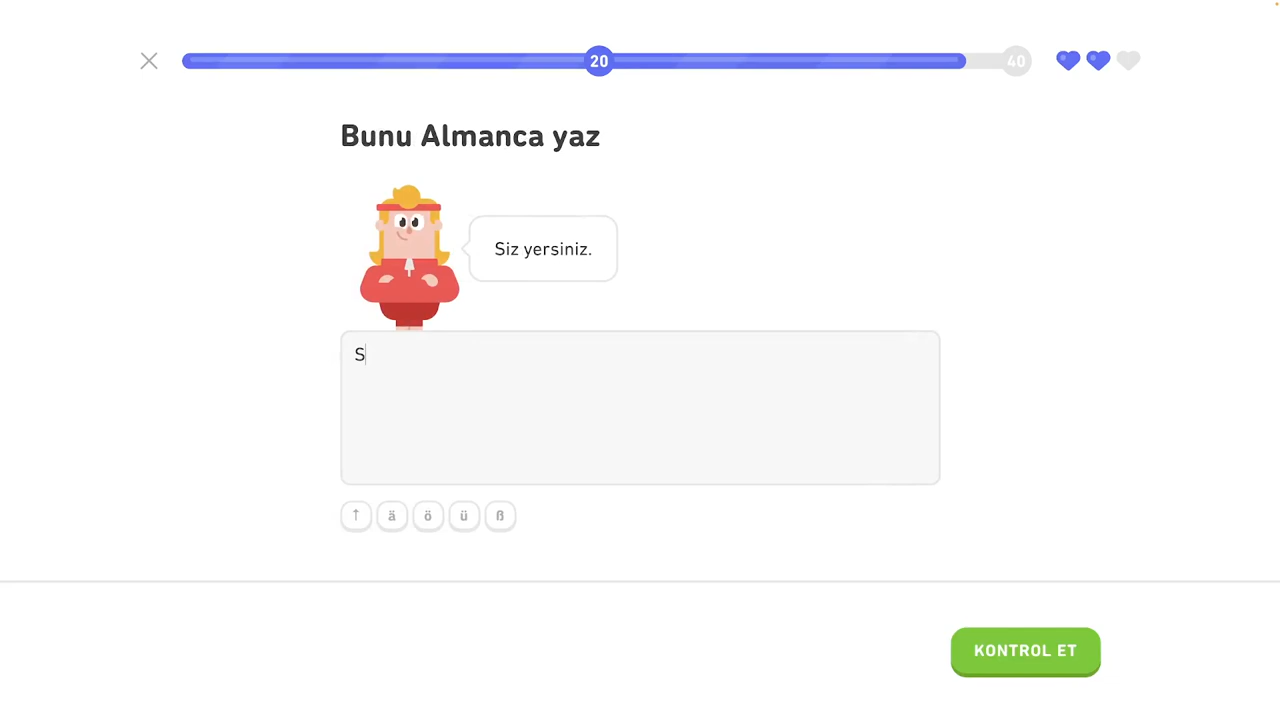 20
40
Bunu Almanca yaz
Siz yersiniz.
S
↑ ä ö ü ß
KONTROL ET